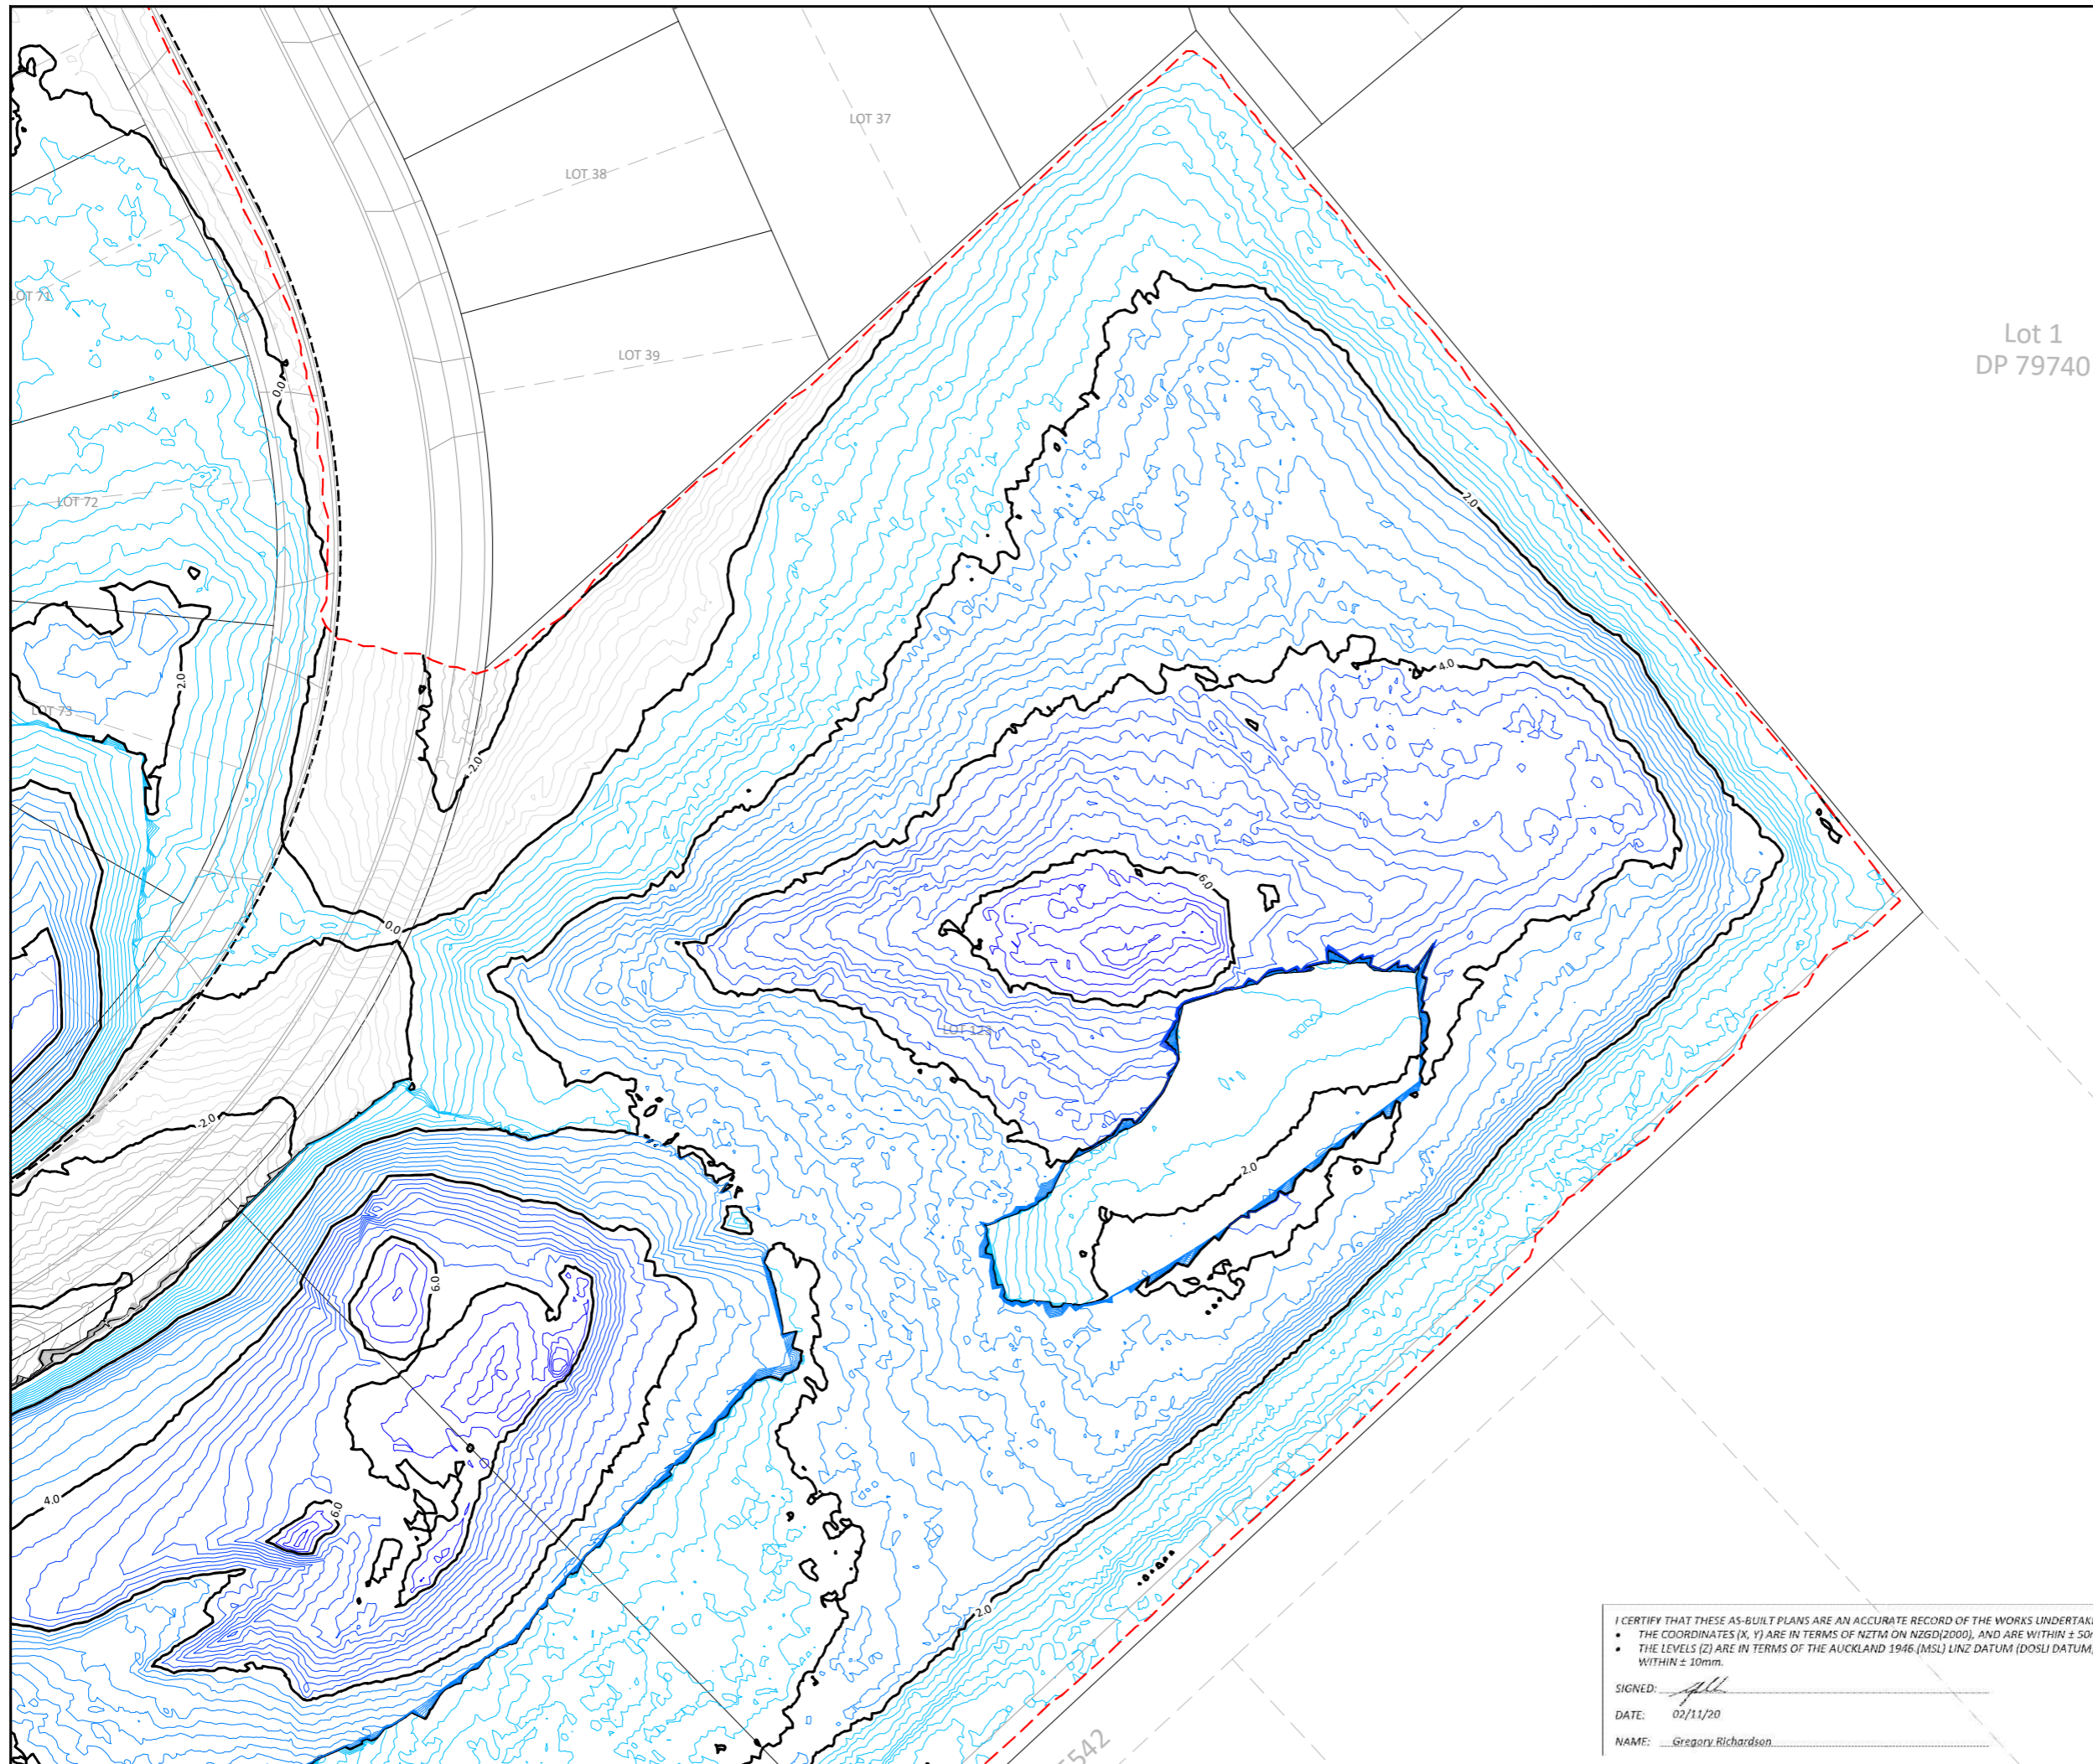 LOT 37
LOT 38
LOT 71
Lot 1
DP 79740
LOT 39
0.0
LOT 72
2.0
4.0
2.0
LOT 73
-2.0
6.0
0.0
LOT 123
-2.0
2.0
6.0
4.0
6.0
2.0
I CERTIFY THAT THESE AS-BUILT PLANS ARE AN ACCURATE RECORD OF THE WORKS UNDERTAKE
• THE COORDINATES (X, Y) ARE IN TERMS OF NZTM ON NZGD(2000), AND ARE WITHIN ± 50
• THE LEVELS (Z) ARE IN TERMS OF THE AUCKLAND 1946 (MSL) LINZ DATUM (DOSLI DATUM)
WITHIN ± 10mm.
SIGNED:
DATE: 02/11/20
NAME: Gregory Richardson
542